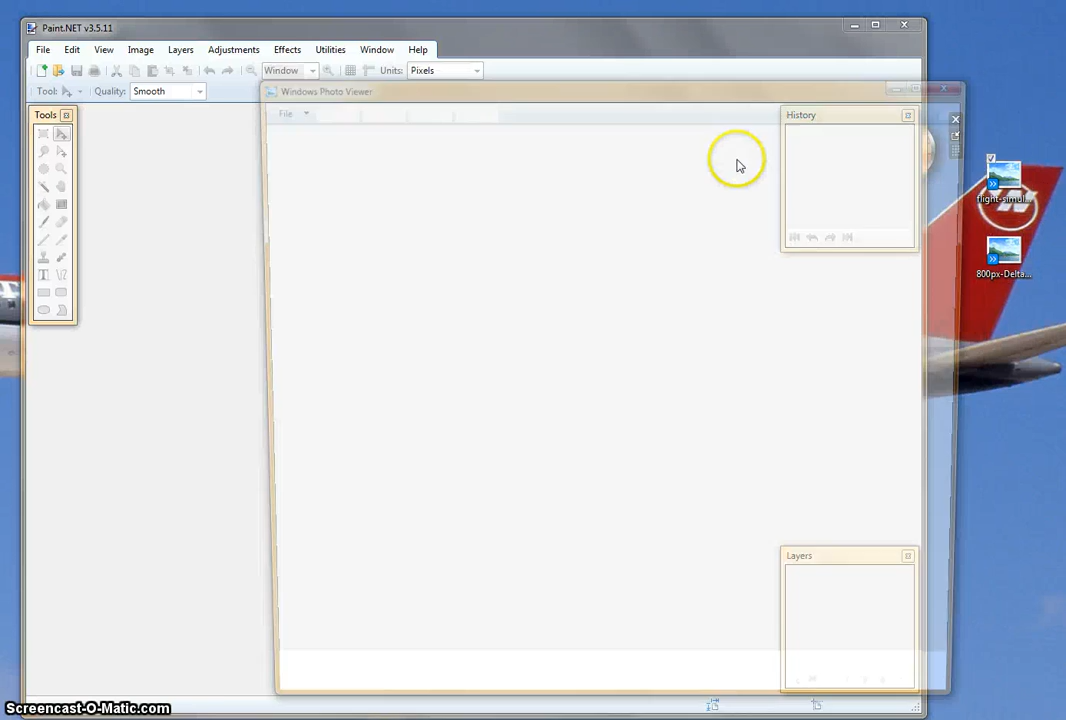 Paint.NET v3.5.11
File Edit View Image Layers Adjustments Effects Utilities Window Help
Window Units: Pixels
Tool: Quality: Smooth
Windows Photo Viewer
File
Tools
History
flight-simul...
800px-Delta...
Layers
Screencast-O-Matic.com